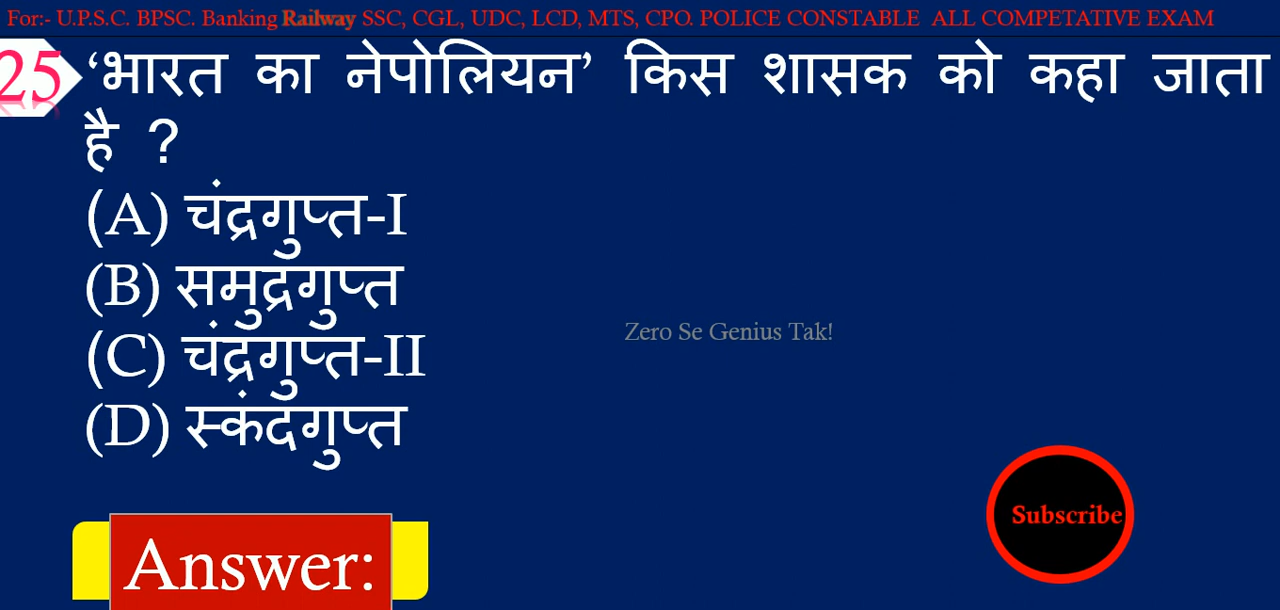 For:- U.P.S.C. BPSC. Banking Railway SSC, CGL, UDC, LCD, MTS, CPO. POLICE CONSTABLE ALL COMPETATIVE EXAM
25 ‘भारत का नेपोलियन’ किस शासक को कहा जाता
है ?
(A) चंद्रगुप्त-I
(B) समुद्रगुप्त
(C) चंद्रगुप्त-II
(D) स्कंदगुप्त
Zero Se Genius Tak!
Subscribe
Answer: